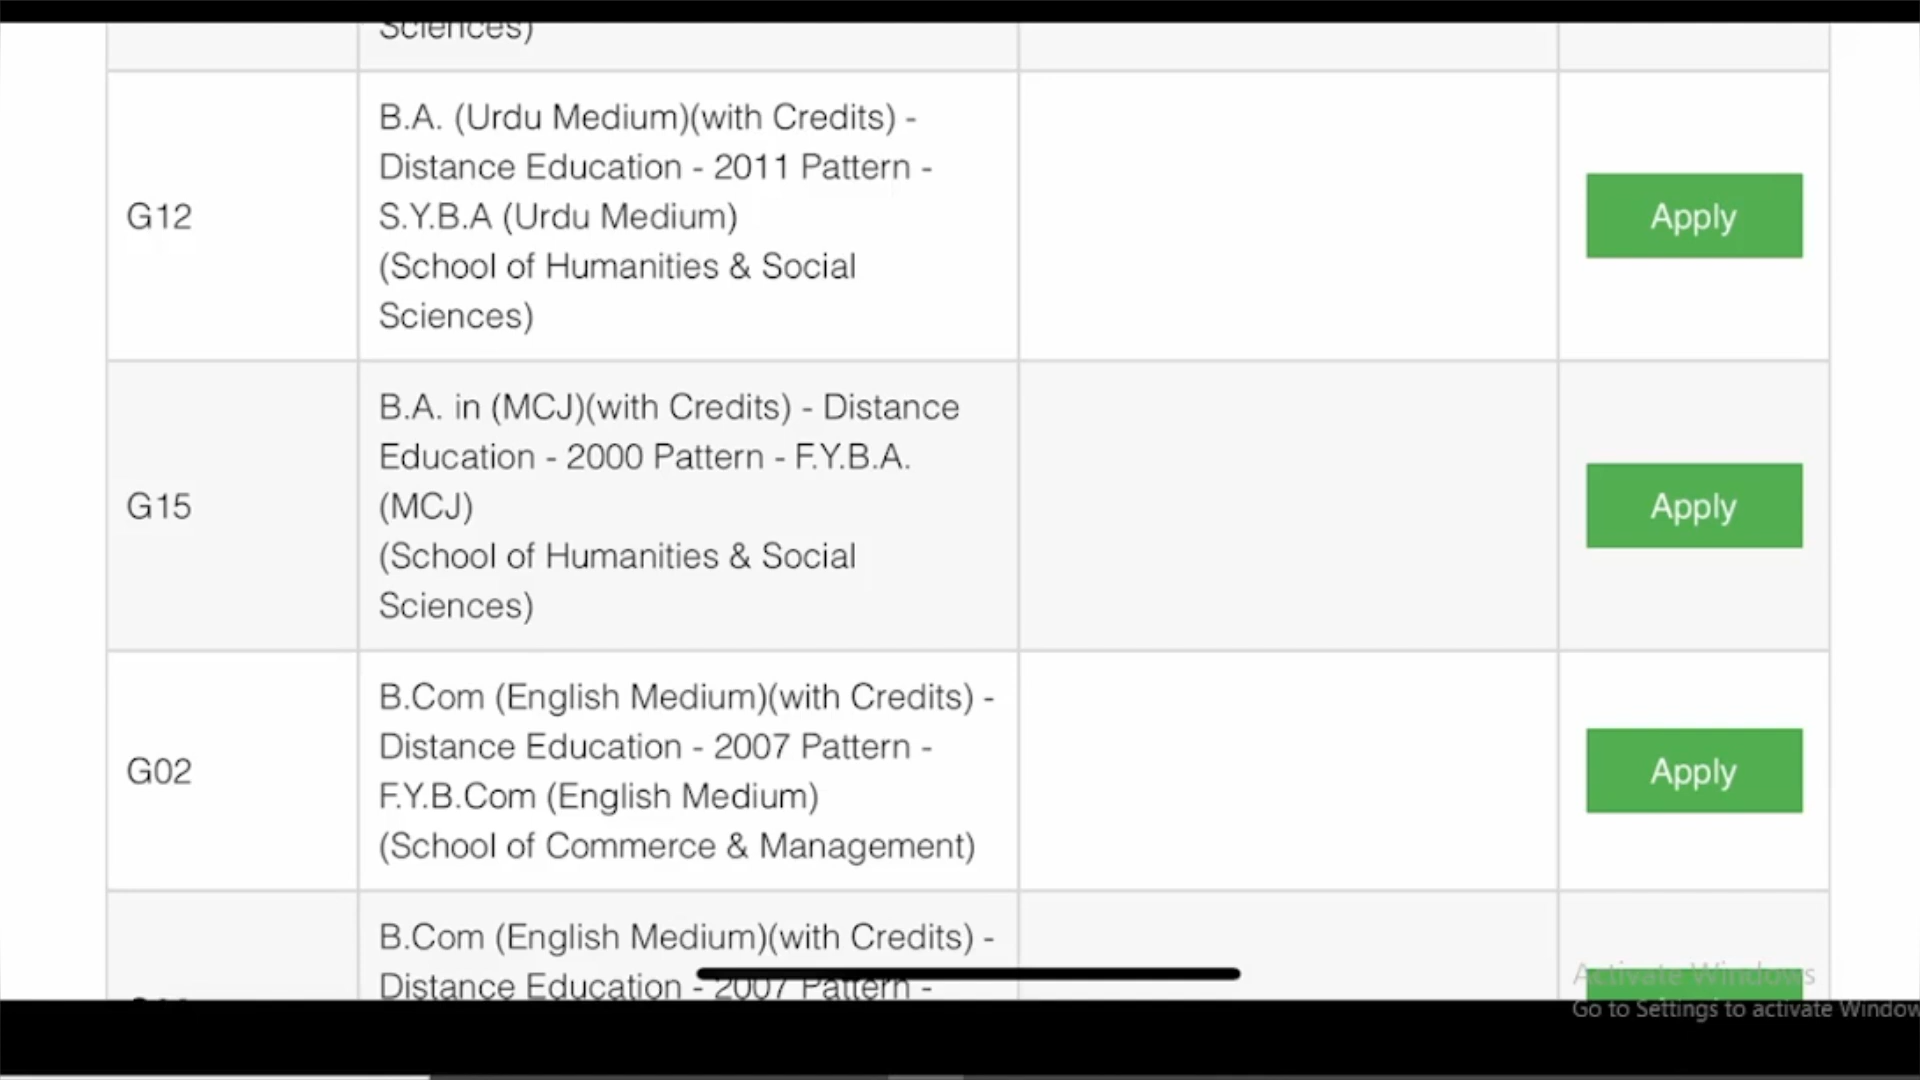 Sciences)
G12
B.A. (Urdu Medium)(with Credits) -
Distance Education - 2011 Pattern -
S.Y.B.A (Urdu Medium)
(School of Humanities & Social
Sciences)
Apply
G15
B.A. in (MCJ)(with Credits) - Distance
Education - 2000 Pattern - F.Y.B.A.
(MCJ)
(School of Humanities & Social
Sciences)
Apply
G02
B.Com (English Medium)(with Credits) -
Distance Education - 2007 Pattern -
F.Y.B.Com (English Medium)
(School of Commerce & Management)
Apply
B.Com (English Medium)(with Credits) -
Distance Education - 2007 Pattern -
Activate Windows
Go to Settings to activate Window